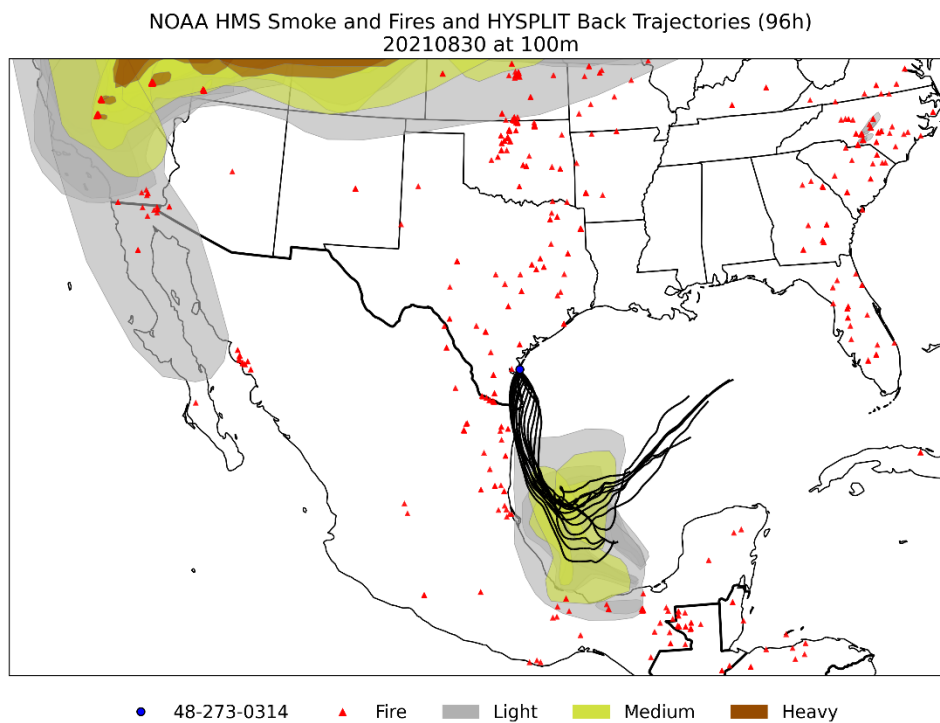 NOAA HMS Smoke and Fires and HYSPLIT Back Trajectories (96h)
20210830 at 100m
48-273-0314 Fire Light Medium Heavy